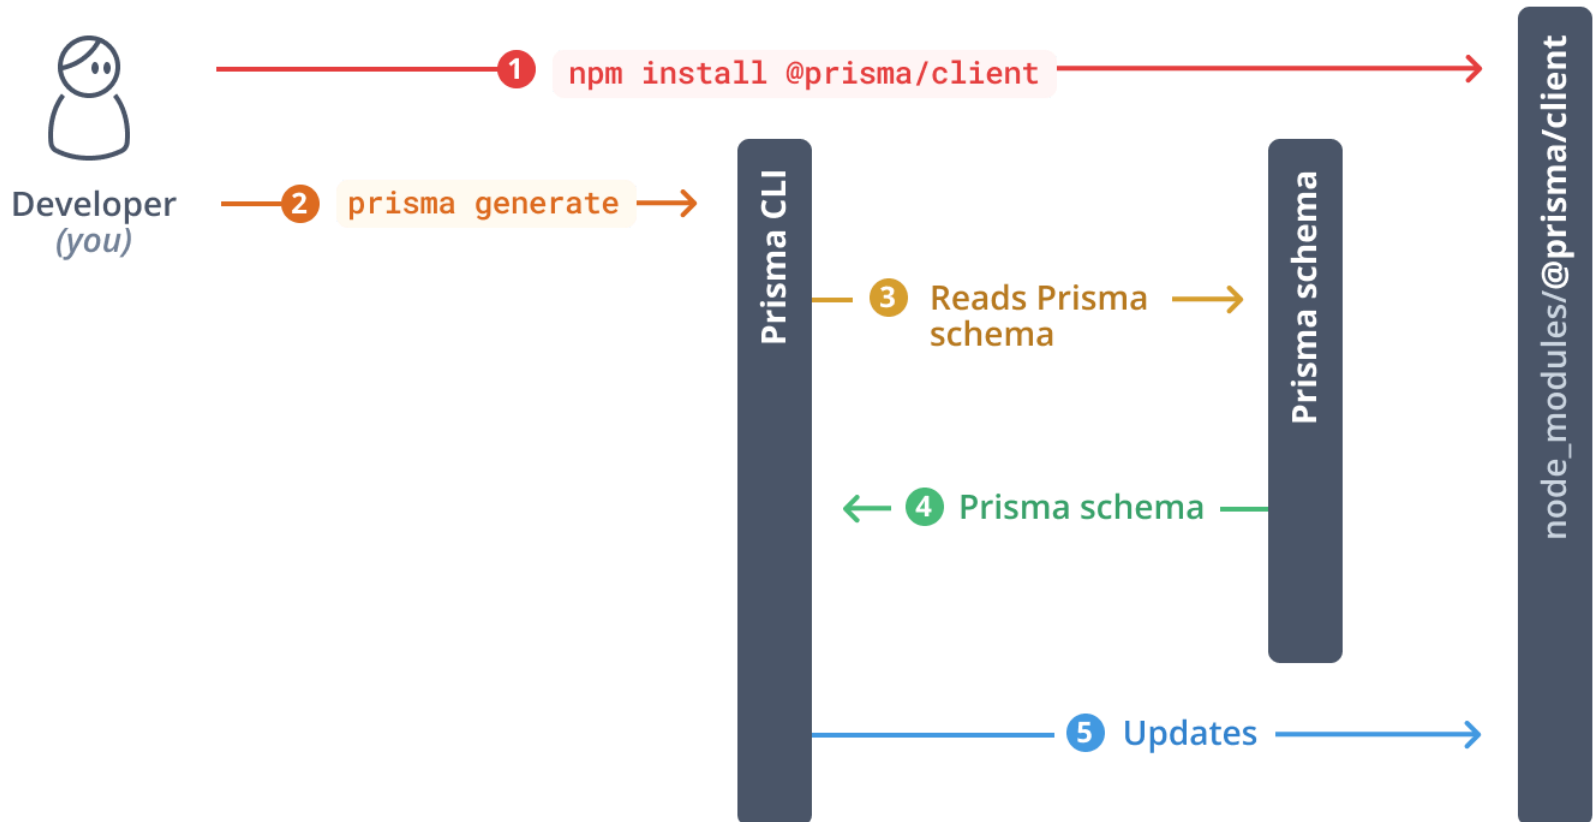 1 npm install @prisma/client
Developer
(you)
2 prisma generate
Prisma CLI
3 Reads Prisma
schema
Prisma schema
4 Prisma schema
5 Updates
node_modules/@prisma/client